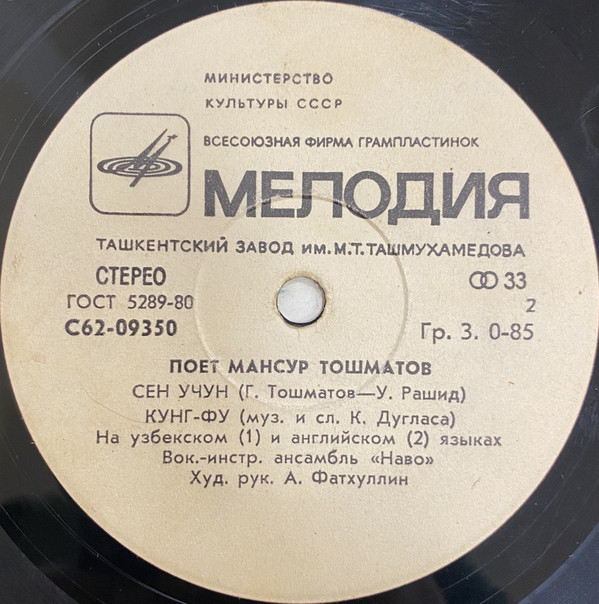 МИНИСТЕРСТВО
КУЛЬТУРЫ СССР
ВСЕСОЮЗНАЯ ФИРМА ГРАМПЛАСТИНОК
МЕЛОДИЯ
ТАШКЕНТСКИЙ ЗАВОД ИМ. М.Т. ТАШМУХАМЕДОВА
СТЕРЕО 33
ГОСТ 5289-80 2
С62-09350 Гр. 3. 0-85
ПОЕТ МАНСУР ТОШМАТОВ
СЕН УЧУН (Г. Тошматов—У. Рашид)
КУНГ-ФУ (муз. и сл. К. Дугласа)
На узбекском (1) и английском (2) языках
Вок.-инстр. ансамбль «Наво»
Худ. рук. А. Фатхуллин